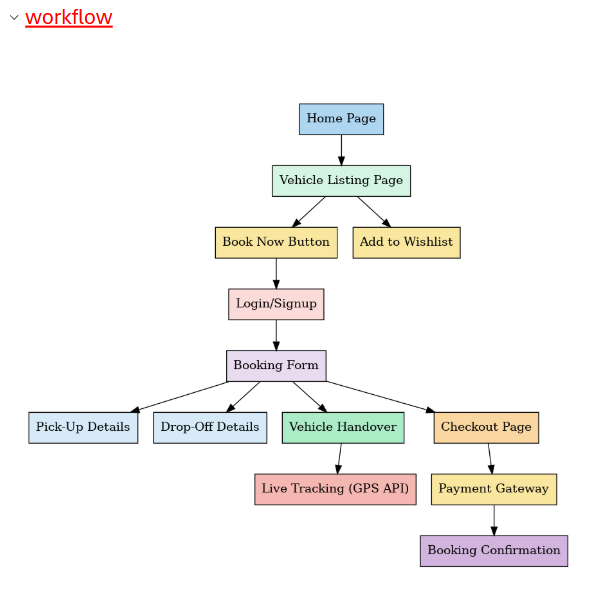 workflow
Home Page
Vehicle Listing Page
Book Now Button
Add to Wishlist
Login/Signup
Booking Form
Pick-Up Details
Drop-Off Details
Vehicle Handover
Checkout Page
Live Tracking (GPS API)
Payment Gateway
Booking Confirmation